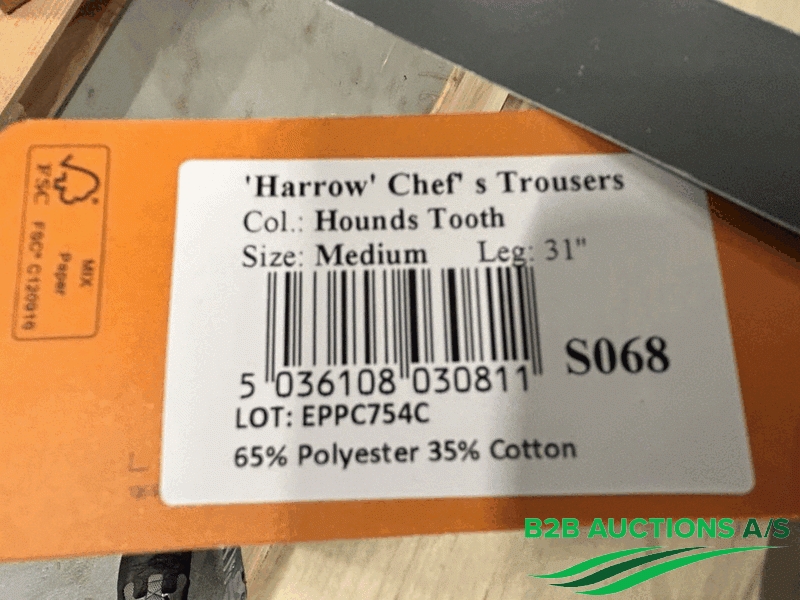 'Harrow' Chef' s Trousers
Col.: Hounds Tooth
Size: Medium Leg: 31"
5 036108 030811
S068
LOT: EPPC754C
65% Polyester 35% Cotton
FSC
MIX
Paper
FSC® C120916
B2B AUCTIONS A/S